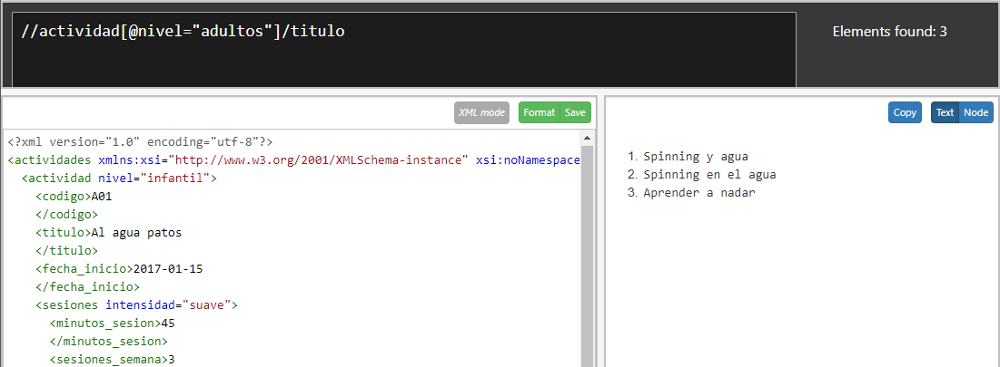 //actividad[@nivel="adultos"]/titulo
Elements found: 3
XML mode Format Save
Copy Text Node
<?xml version="1.0" encoding="utf-8"?>
<actividades xmlns:xsi="http://www.w3.org/2001/XMLSchema-instance" xsi:noNamespace
<actividad nivel="infantil">
<codigo>A01
</codigo>
<titulo>Al agua patos
</titulo>
<fecha_inicio>2017-01-15
</fecha_inicio>
<sesiones intensidad="suave">
<minutos_sesion>45
</minutos_sesion>
<sesiones_semana>3
1. Spinning y agua
2. Spinning en el agua
3. Aprender a nadar